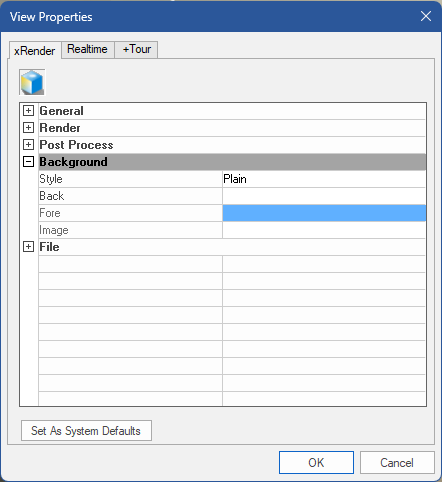 View Properties
xRender Realtime +Tour
General
Render
Post Process
Background
Style Plain
Back
Fore
Image
File
Set As System Defaults
OK Cancel